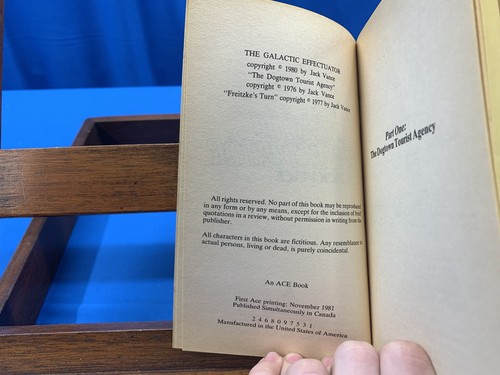 THE GALACTIC EFFECTUATOR
copyright © 1980 by Jack Vance
"The Dogtown Tourist Agency"
copyright © 1976 by Jack Vance
"Freitzke's Turn" copyright © 1977 by Jack Vance
All rights reserved. No part of this book may be reproduced
in any form or by any means, except for the inclusion of brief
quotations in a review, without permission in writing from the
publisher.
All characters in this book are fictitious. Any resemblance to
actual persons, living or dead, is purely coincidental.
An ACE Book
First Ace printing: November 1981
Published Simultaneously in Canada
2 4 6 8 0 9 7 5 3 1
Manufactured in the United States of America
Part One:
The Dogtown Tourist Agency